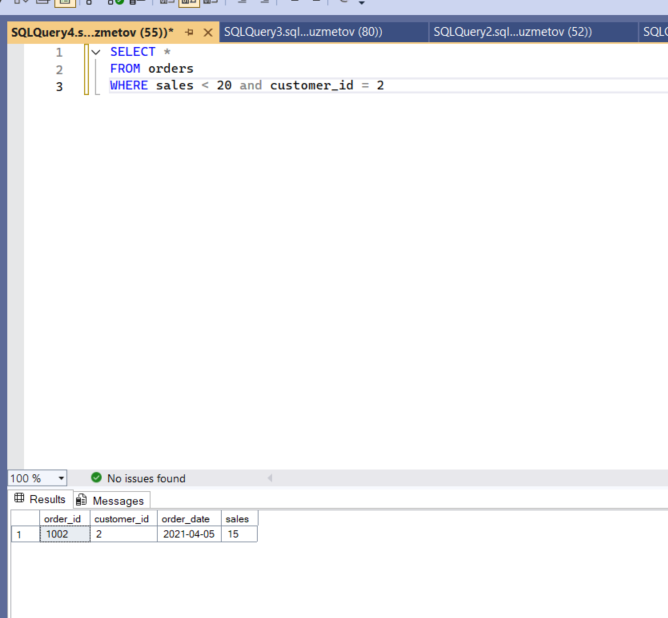 SQLQuery4.s...zmetov (55))* SQLQuery3.sql...uzmetov (80)) SQLQuery2.sql...uzmetov (52)) SQLQ
1 SELECT *
2 FROM orders
3 WHERE sales < 20 and customer_id = 2
100 % No issues found
Results Messages
order_id customer_id order_date sales
1 1002 2 2021-04-05 15